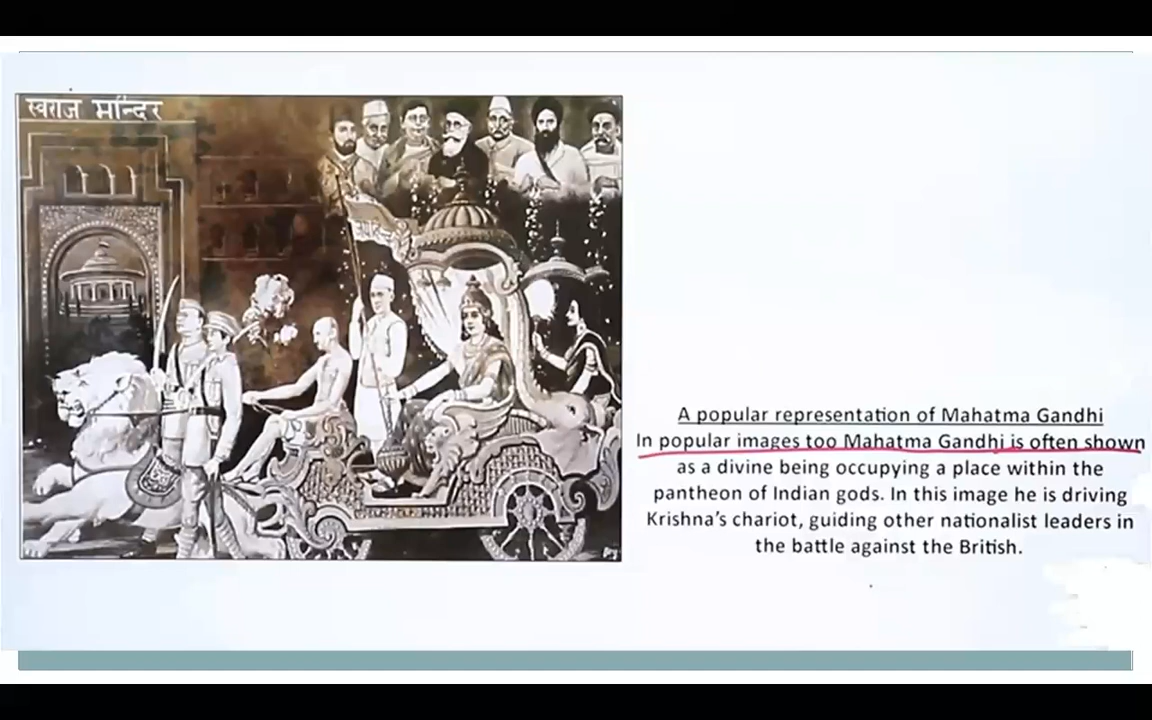 स्वराज मन्दिर
A popular representation of Mahatma Gandhi
In popular images too Mahatma Gandhi is often shown
as a divine being occupying a place within the
pantheon of Indian gods. In this image he is driving
Krishna’s chariot, guiding other nationalist leaders in
the battle against the British.